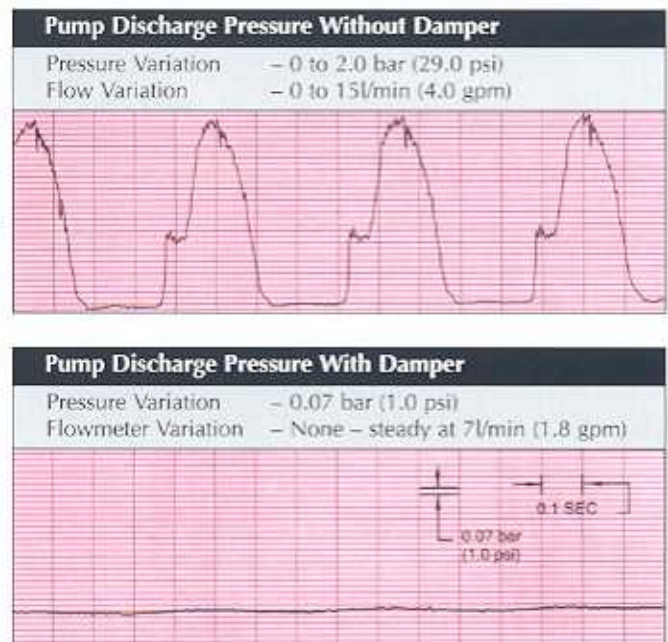 Pump Discharge Pressure Without Damper
Pressure Variation – 0 to 2.0 bar (29.0 psi)
Flow Variation – 0 to 15l/min (4.0 gpm)
Pump Discharge Pressure With Damper
Pressure Variation – 0.07 bar (1.0 psi)
Flowmeter Variation – None – steady at 7l/min (1.8 gpm)
0.1 SEC
0.07 bar
(1.0 psi)